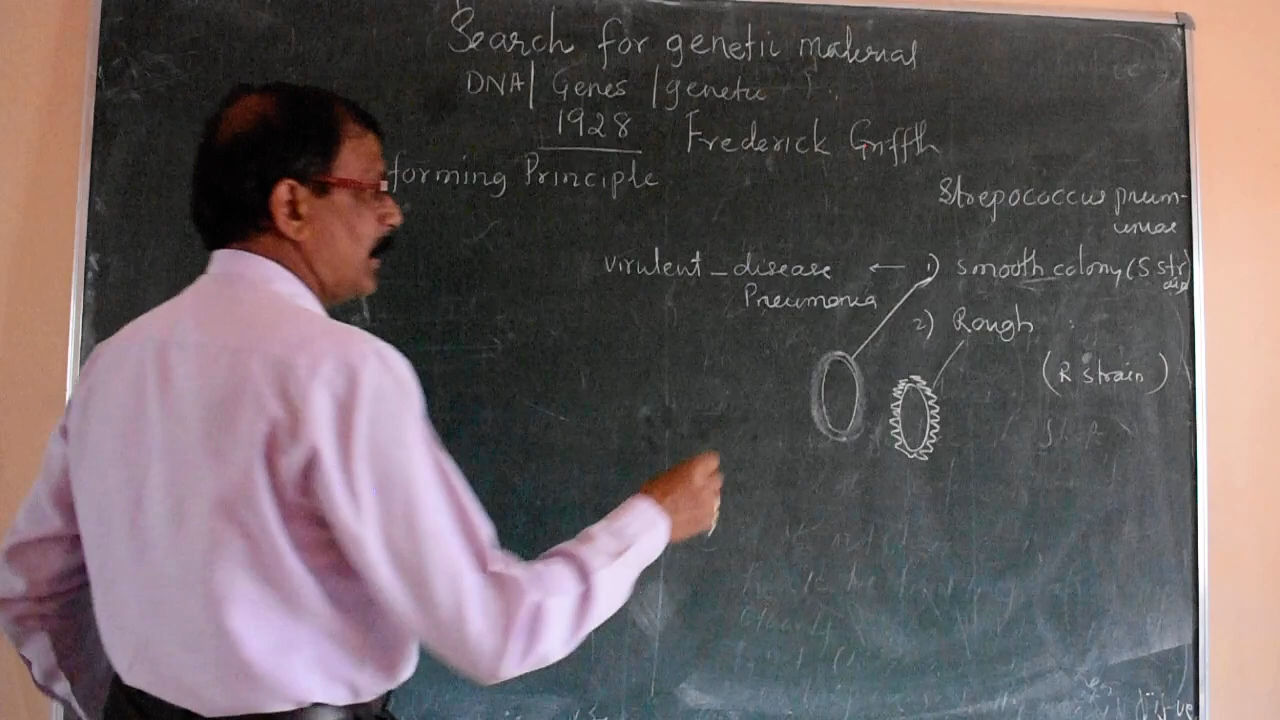 Search for genetic material
DNA/ Genes /genetic
1928 Frederick Griffth
forming Principle
Strepococcus pneum-
virulent - disease ← 1) smooth colony (S str
Pneumonia
2) Rough
(R strain)